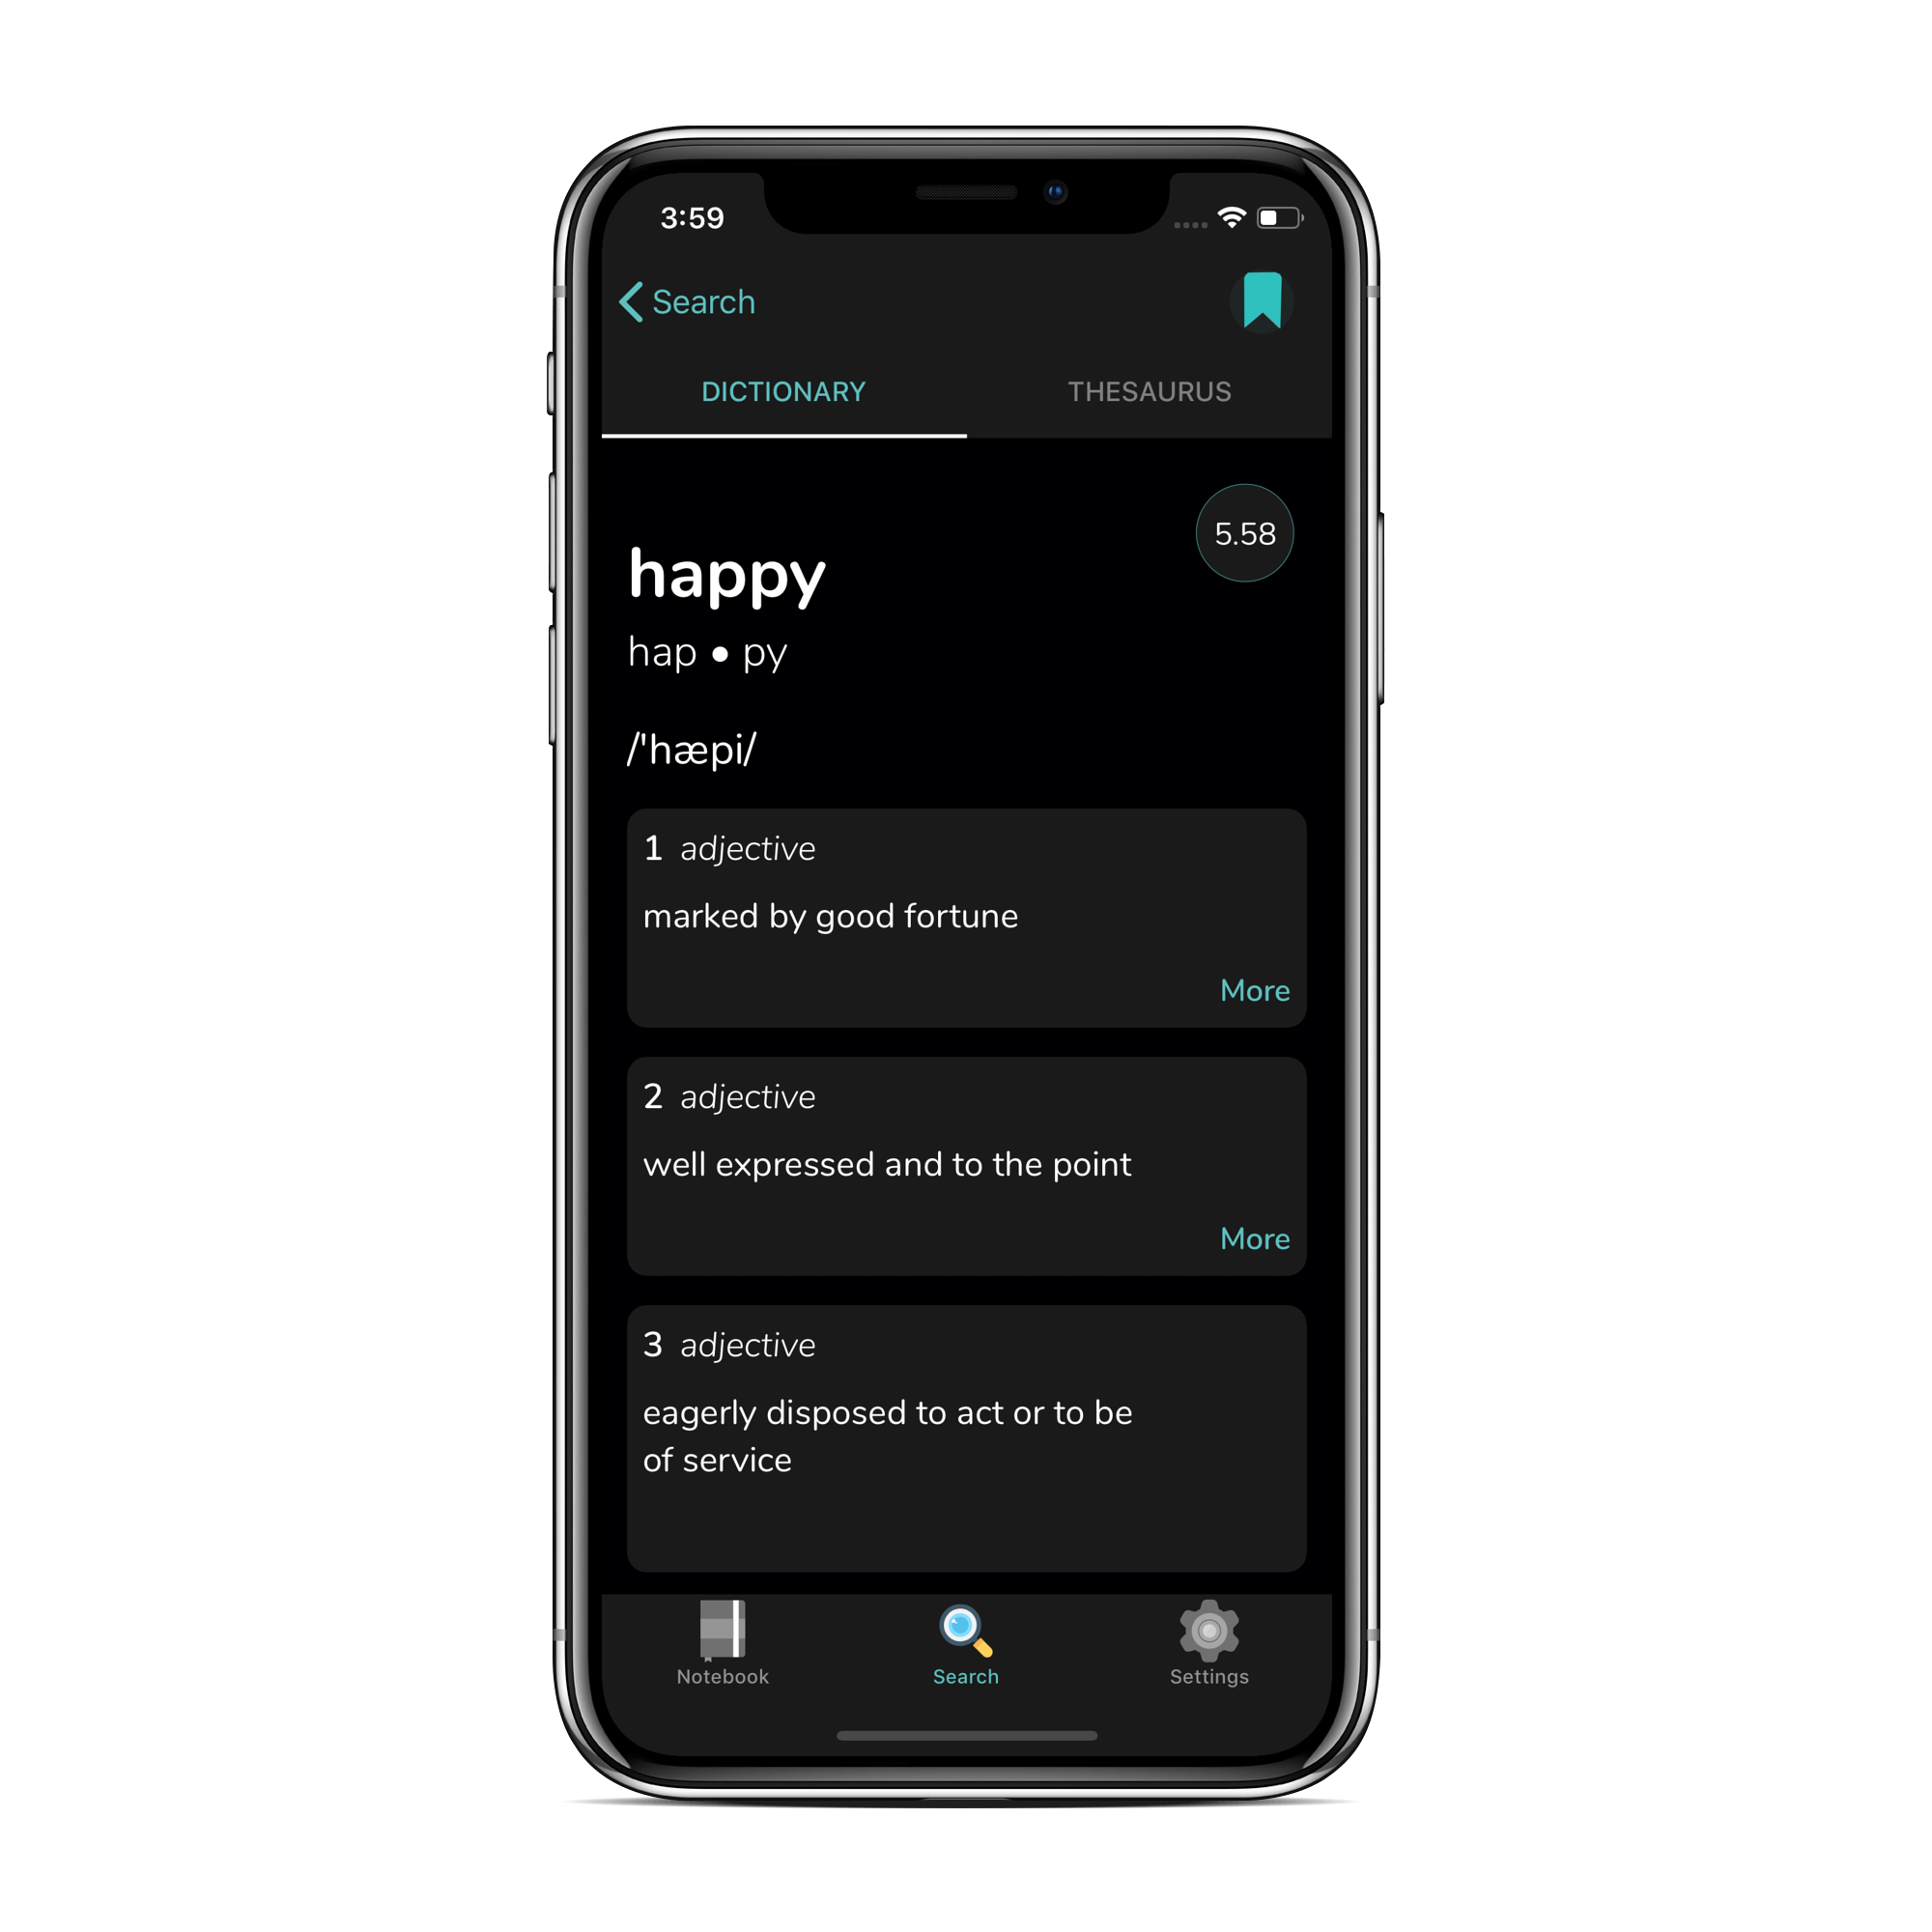 3:59
Search
DICTIONARY THESAURUS
5.58
happy
hap • py
/'hæpi/
1 adjective
marked by good fortune
More
2 adjective
well expressed and to the point
More
3 adjective
eagerly disposed to act or to be
of service
Notebook Search Settings